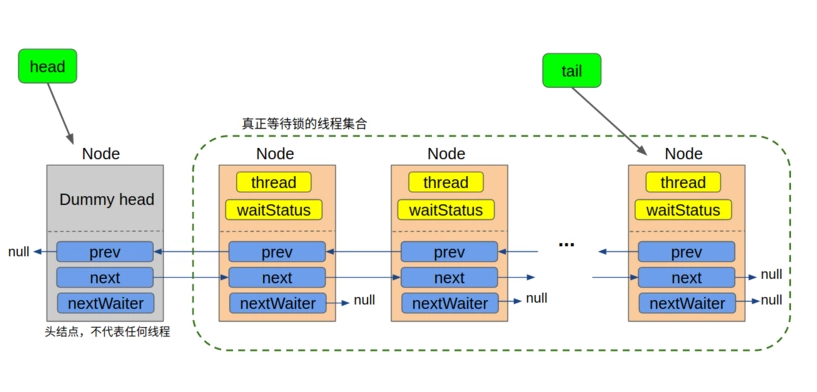 head
tail
真正等待锁的线程集合
Node
Node
Node
Node
Dummy head
thread
thread
thread
waitStatus
waitStatus
waitStatus
...
null
prev
prev
prev
prev
next
next
next
next
null
nextWaiter
nextWaiter
null
nextWaiter
null
nextWaiter
null
头结点，不代表任何线程